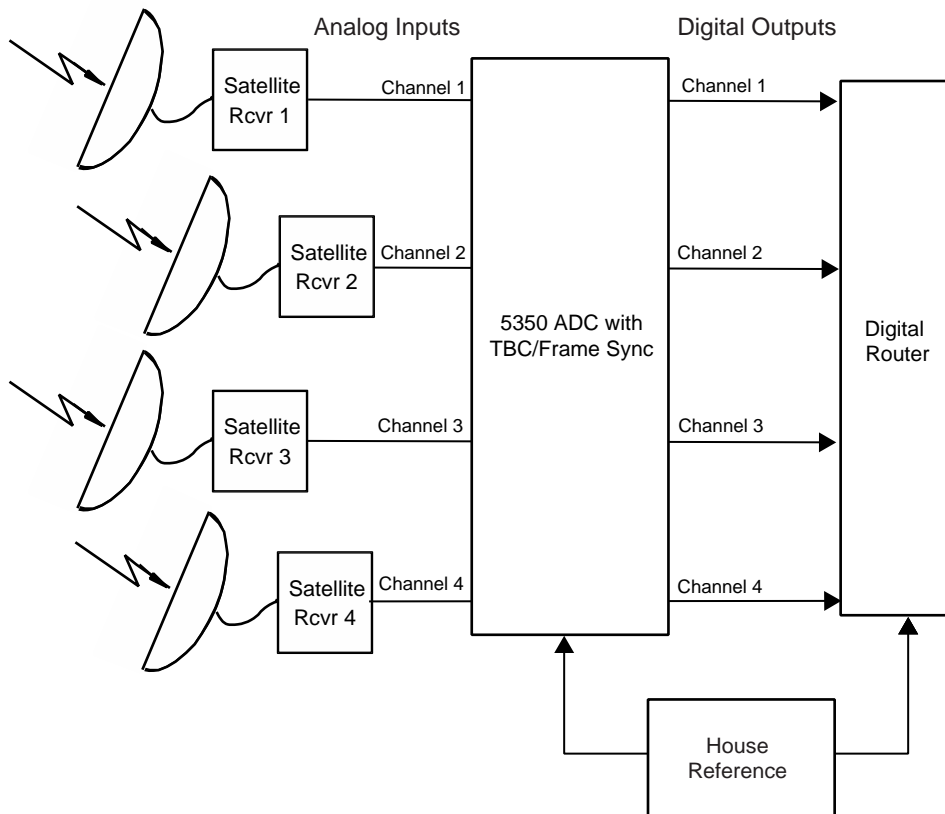 Analog Inputs
Digital Outputs
Satellite
Rcvr 1
Channel 1
Channel 1
Satellite
Rcvr 2
Channel 2
Channel 2
5350 ADC with
TBC/Frame Sync
Digital
Router
Satellite
Rcvr 3
Channel 3
Channel 3
Satellite
Rcvr 4
Channel 4
Channel 4
House
Reference